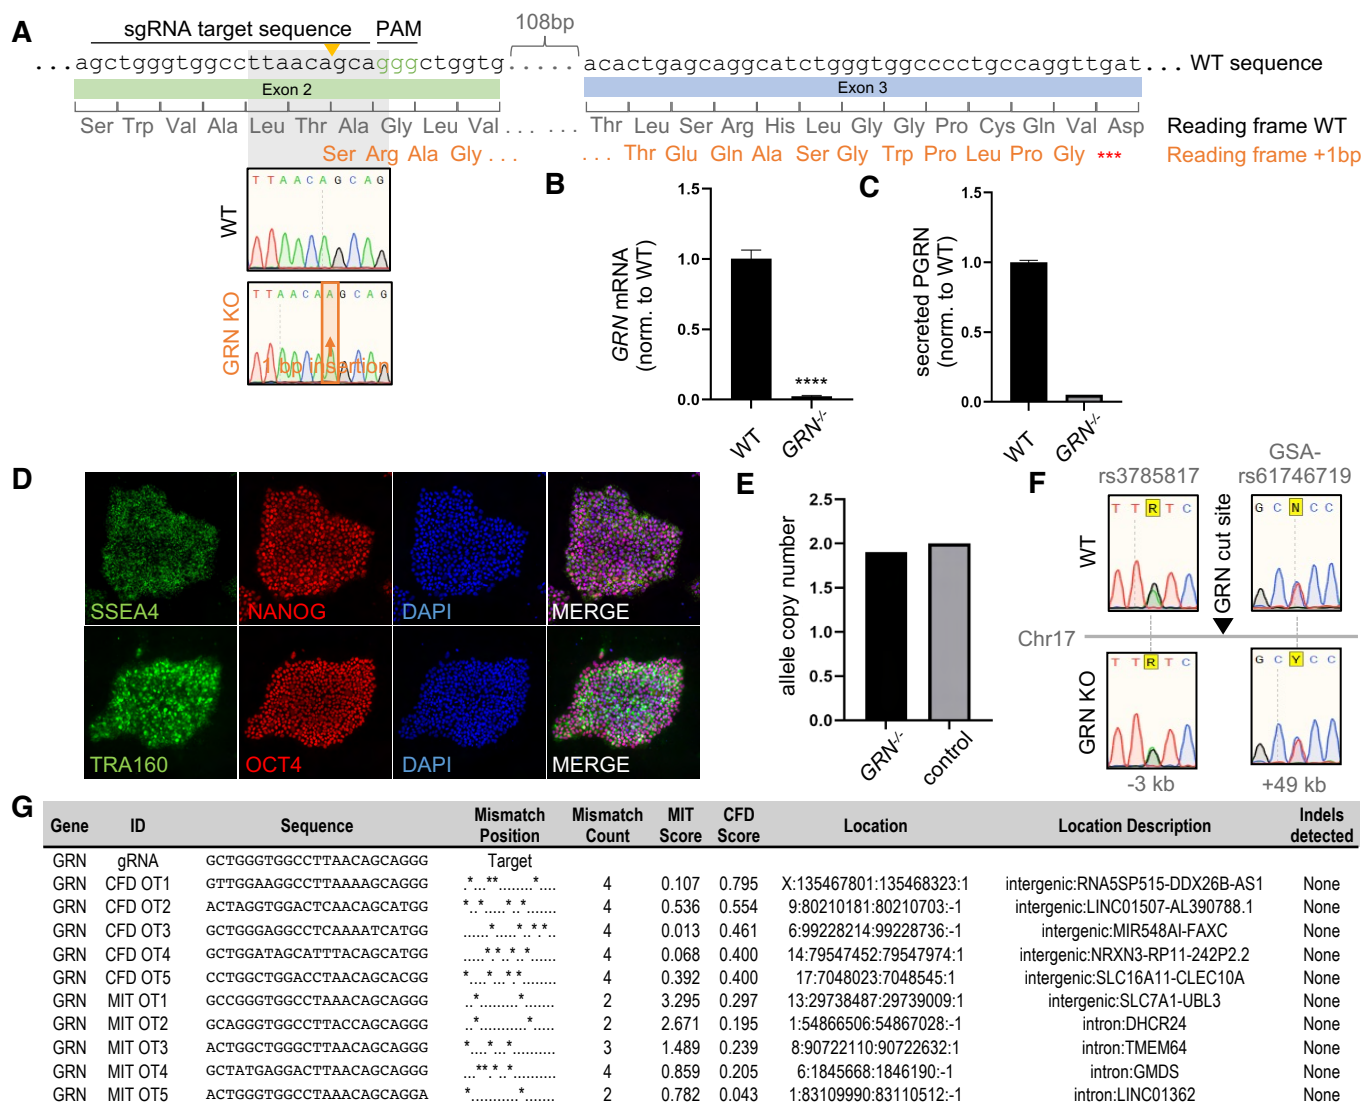 A
sgRNA target sequence PAM 108bp
...agctgggtggccttaacagcagggctggtg..... acactgagcaggcatctgggtggcccctgccaggttgat... WT sequence
Exon 2 Exon 3
Ser Trp Val Ala Leu Thr Ala Gly Leu Val ...... Thr Leu Ser Arg His Leu Gly Gly Pro Cys Gln Val Asp Reading frame WT
Ser Arg Ala Gly ... ... Thr Glu Gln Ala Ser Gly Trp Pro Leu Pro Gly *** Reading frame +1bp
WT
T T A A C A G C A G
GRN KO
T T A A C A A G C A G
1 bp insertion
B
GRN mRNA
(norm. to WT)
1.5
1.0
0.5
0.0
****
WT
GRN-/-
C
secreted PGRN
(norm. to WT)
1.5
1.0
0.5
0.0
WT
GRN-/-
D
SSEA4 NANOG DAPI MERGE
TRA160 OCT4 DAPI MERGE
E
allele copy number
2.5
2.0
1.5
1.0
0.5
0.0
GRN-/-
control
F
rs3785817
GSA-
rs61746719
WT
T T R T C
G C N C C
GRN cut site
Chr17
GRN KO
T T R T C
G C Y C C
-3 kb +49 kb
G
Gene ID Sequence Mismatch Position Mismatch Count MIT Score CFD Score Location Location Description Indels detected
GRN gRNA GCTGGGTGGCCTTAACAGCAGGG Target
GRN CFD OT1 GTTGGAAGGCCTTAAAAGCAGGG .*...**........*.... 4 0.107 0.795 X:135467801:135468323:1 intergenic:RNA5SP515-DDX26B-AS1 None
GRN CFD OT2 ACTAGGTGGACTCAACAGCATGG *..*.....*..*....... 4 0.536 0.554 9:80210181:80210703:-1 intergenic:LINC01507-AL390788.1 None
GRN CFD OT3 GCTGGGAGGCCTCAAAATCATGG ......*.....*..*.*.. 4 0.013 0.461 6:99228214:99228736:-1 intergenic:MIR548AI-FAXC None
GRN CFD OT4 GCTGGATAGCATTTACAGCATGG .....*.*..*..*...... 4 0.068 0.400 14:79547452:79547974:1 intergenic:NRXN3-RP11-242P2.2 None
GRN CFD OT5 CCTGGCTGGACTAACAGCACGG *....*...*.*........ 4 0.392 0.400 17:7048023:7048545:1 intergenic:SLC16A11-CLEC10A None
GRN MIT OT1 GCCGGGTGGCCTAAACAGCAGGG ..*.........*....... 2 3.295 0.297 13:29738487:29739009:1 intergenic:SLC7A1-UBL3 None
GRN MIT OT2 GCAGGGTGGCCTTACCAGCAGGG ..*...........*..... 2 2.671 0.195 1:54866506:54867028:-1 intron:DHCR24 None
GRN MIT OT3 ACTGGCTGGGCTTAACAGCAGGG *....*...*.......... 3 1.489 0.239 8:90722110:90722632:1 intron:TMEM64 None
GRN MIT OT4 GCTATGAGGACTTAACAGCAGGG ...**.*..*.......... 4 0.859 0.205 6:1845668:1846190:-1 intron:GMDS None
GRN MIT OT5 ACTGGGTGGCCTAAACAGCAGGA *...........*....... 2 0.782 0.043 1:83109990:83110512:-1 intron:LINC01362 None